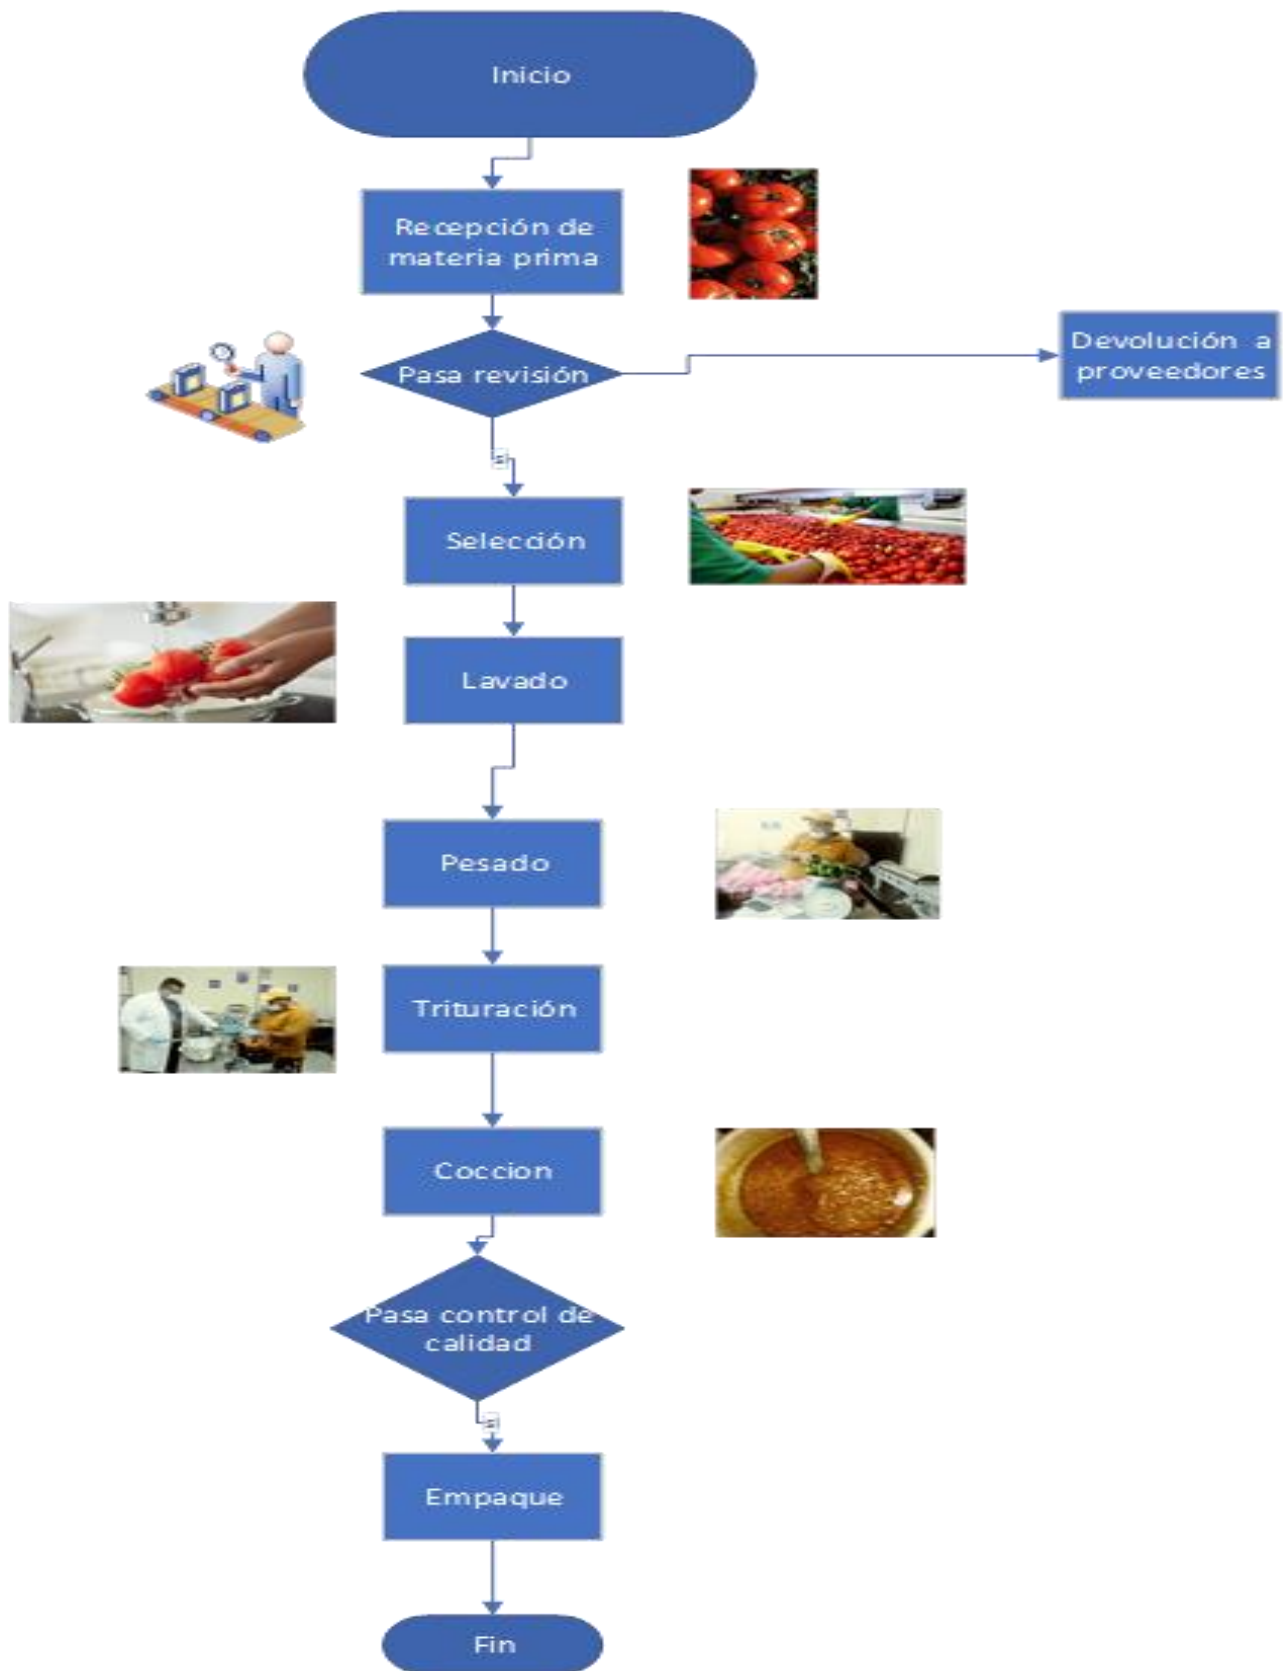 Inicio
Recepción de
materia prima
Pasa revisión
Devolución a
proveedores
Selección
Lavado
Pesado
Trituración
Coccion
Pasa control de
calidad
Empaque
Fin